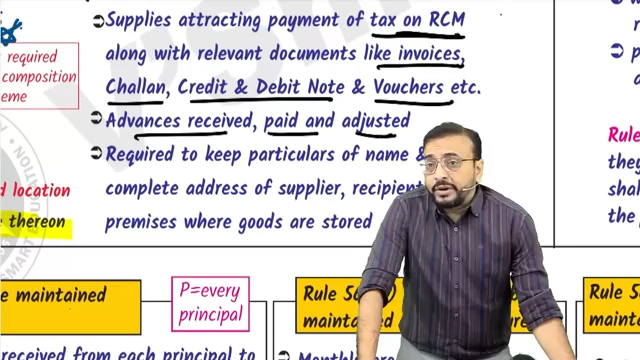 required
composition
eme
➲ Supplies attracting payment of tax on RCM
along with relevant documents like invoices,
Challan, Credit & Debit Note & Vouchers etc.
➲ Advances received, paid and adjusted
➲ Required to keep particulars of name &
complete address of supplier, recipient
premises where goods are stored
d location
e thereon
Rule
they
shal
the
e maintained
P=every
principal
Rule 5
maintained
Rule 5
maintai
received from each principal to